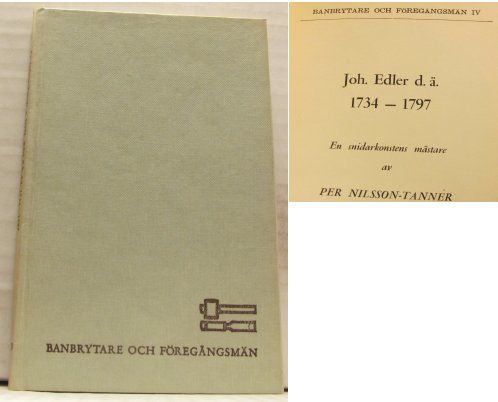 BANBRYTARE OCH FÖREGÅNGSMÄN
BANBRYTARE OCH FÖREGÅNGSMÄN IV
Joh. Edler d. ä.
1734 — 1797
En snidarkonstens mästare
av
PER NILSSON-TANNÉR